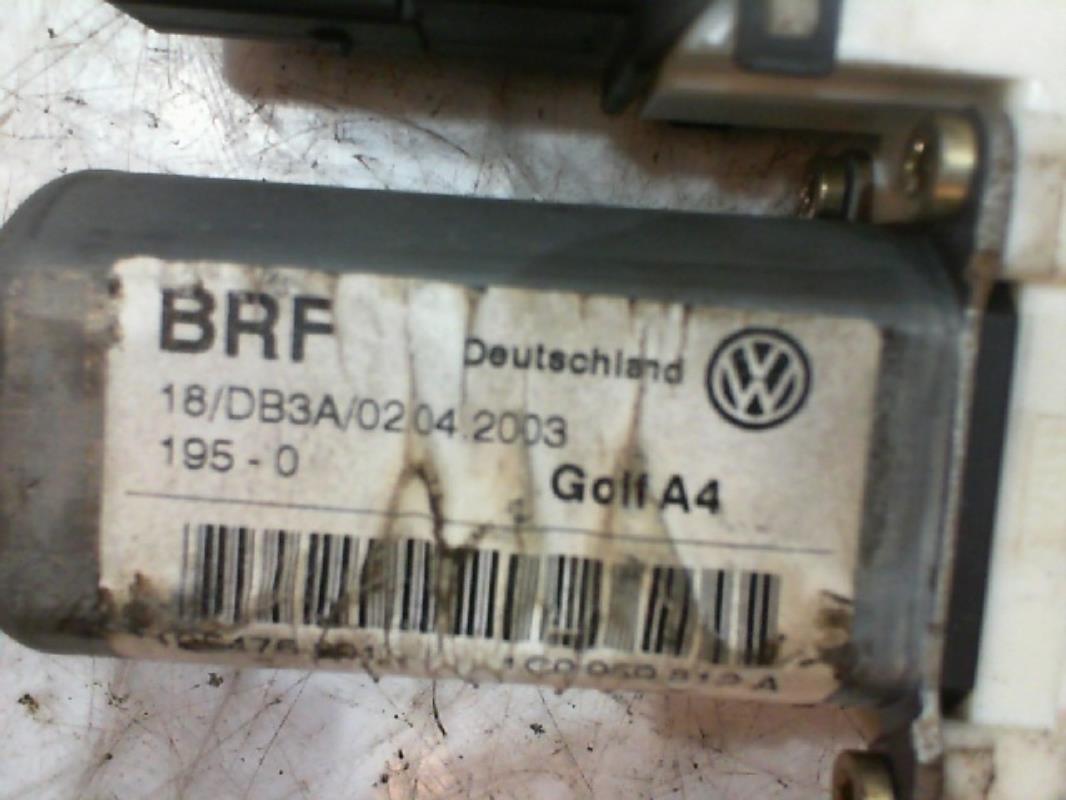 BRF
Deutschland
18/DB3A/02.04.2003
195 - 0
Golf A4